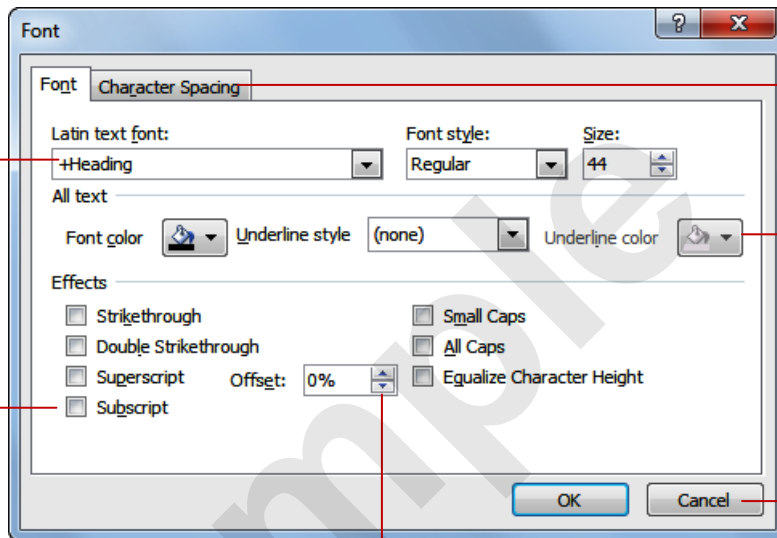 Font
Font Character Spacing
Latin text font: Font style: Size:
+Heading Regular 44
All text
Font color Underline style (none) Underline color
Effects
Strikethrough Small Caps
Double Strikethrough All Caps
Superscript Offset: 0% Equalize Character Height
Subscript
OK Cancel